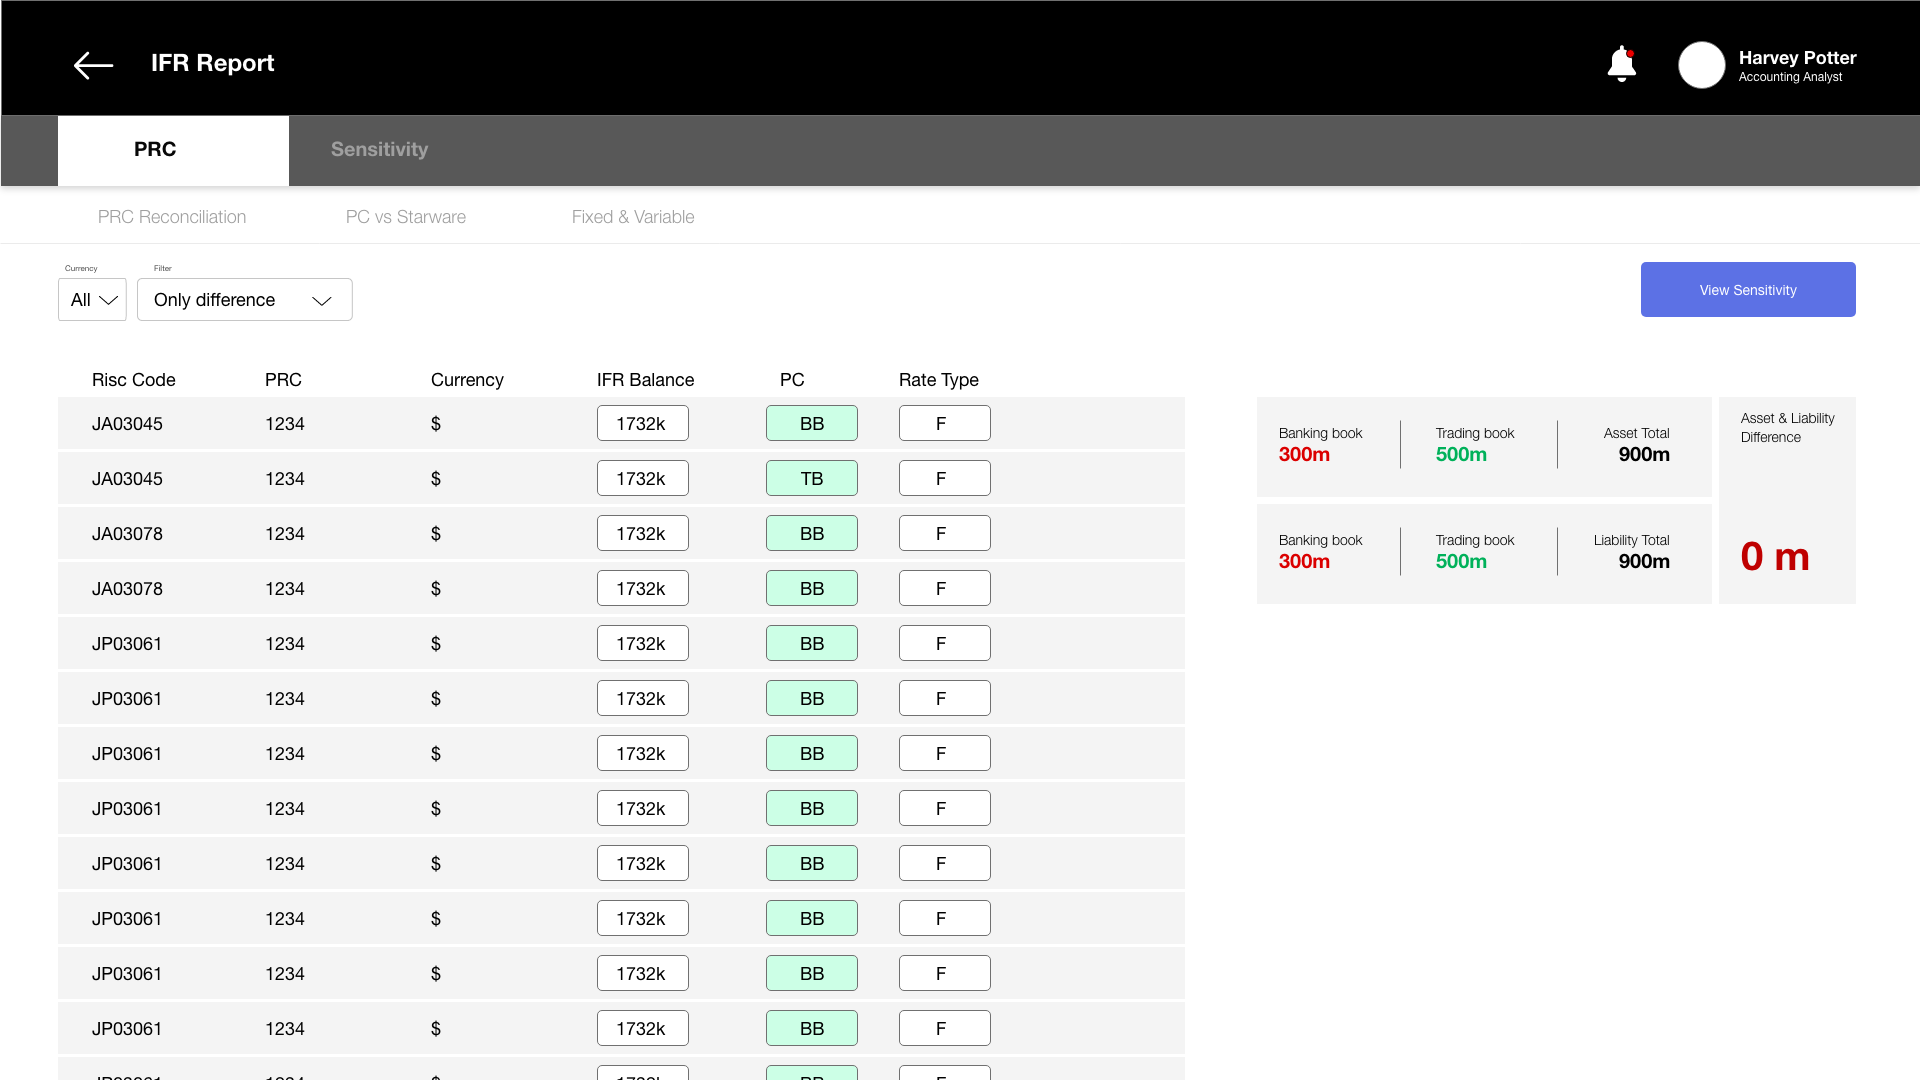 IFR Report
Harvey Potter
Accounting Analyst
PRC Sensitivity
PRC Reconciliation PC vs Starware Fixed & Variable
Currency Filter
All Only difference
View Sensitivity
Risc Code PRC Currency IFR Balance PC Rate Type
JA03045 1234 $ 1732k BB F
JA03045 1234 $ 1732k TB F
JA03078 1234 $ 1732k BB F
JA03078 1234 $ 1732k BB F
JP03061 1234 $ 1732k BB F
JP03061 1234 $ 1732k BB F
JP03061 1234 $ 1732k BB F
JP03061 1234 $ 1732k BB F
JP03061 1234 $ 1732k BB F
JP03061 1234 $ 1732k BB F
JP03061 1234 $ 1732k BB F
JP03061 1234 $ 1732k BB F
Banking book Trading book Asset Total
300m 500m 900m
Banking book Trading book Liability Total
300m 500m 900m
Asset & Liability
Difference
0 m